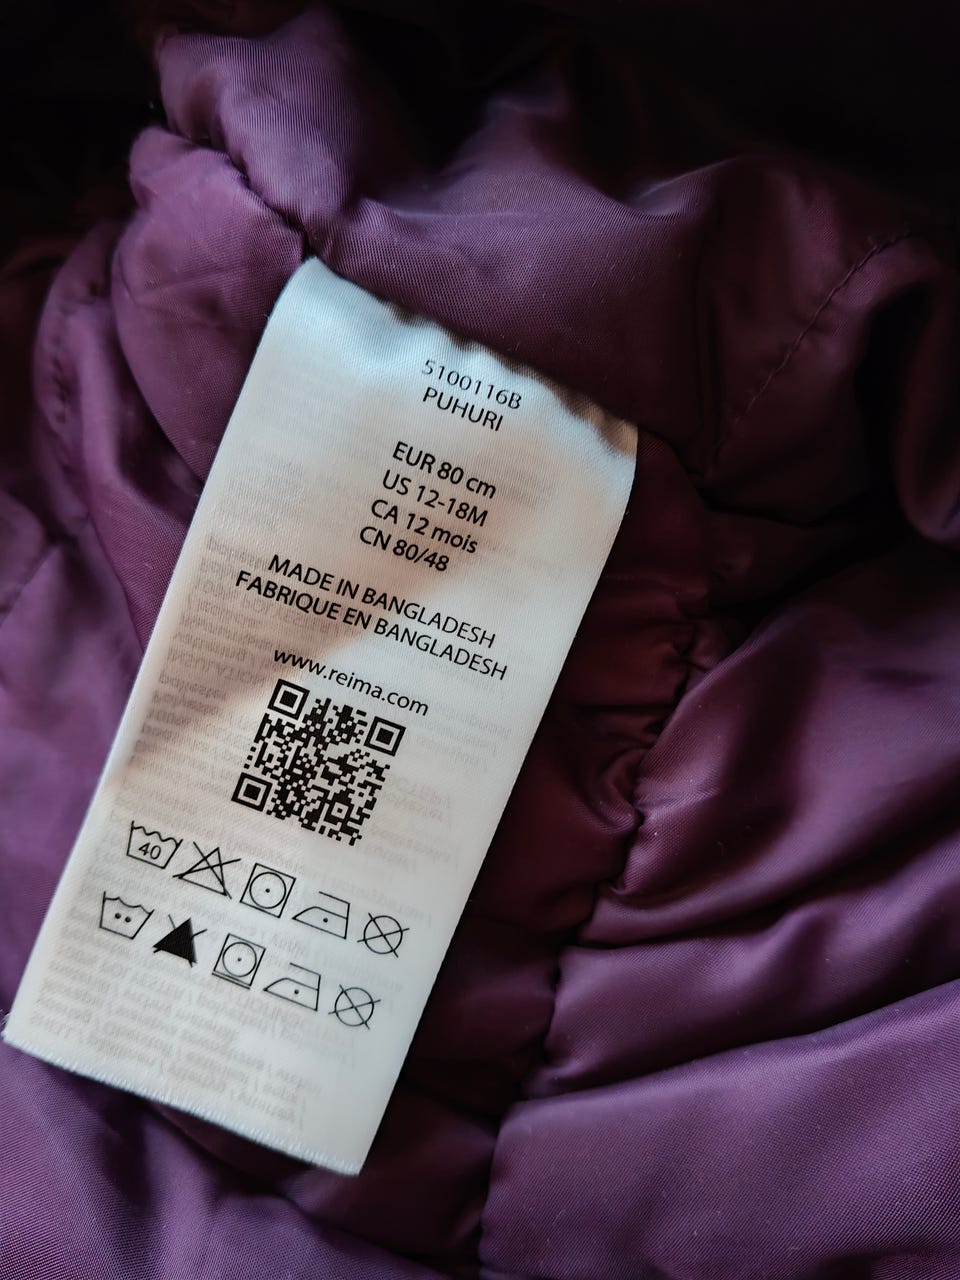 5100116B
PUHURI
EUR 80 cm
US 12-18M
CA 12 mois
CN 80/48
MADE IN BANGLADESH
FABRIQUE EN BANGLADESH
www.reima.com
40